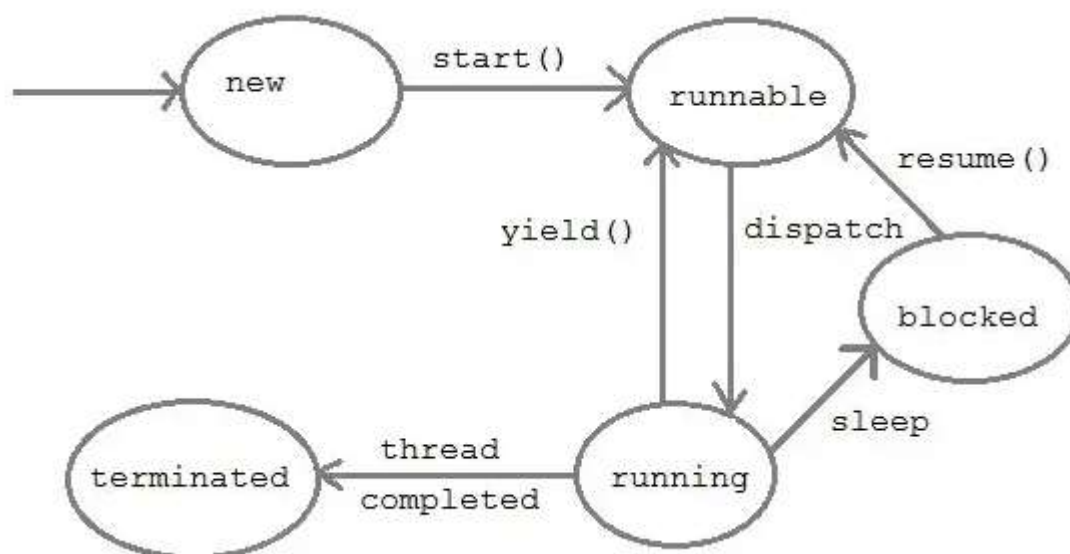 start()
new
runnable
resume()
yield()
dispatch
blocked
sleep
thread
completed
terminated
running